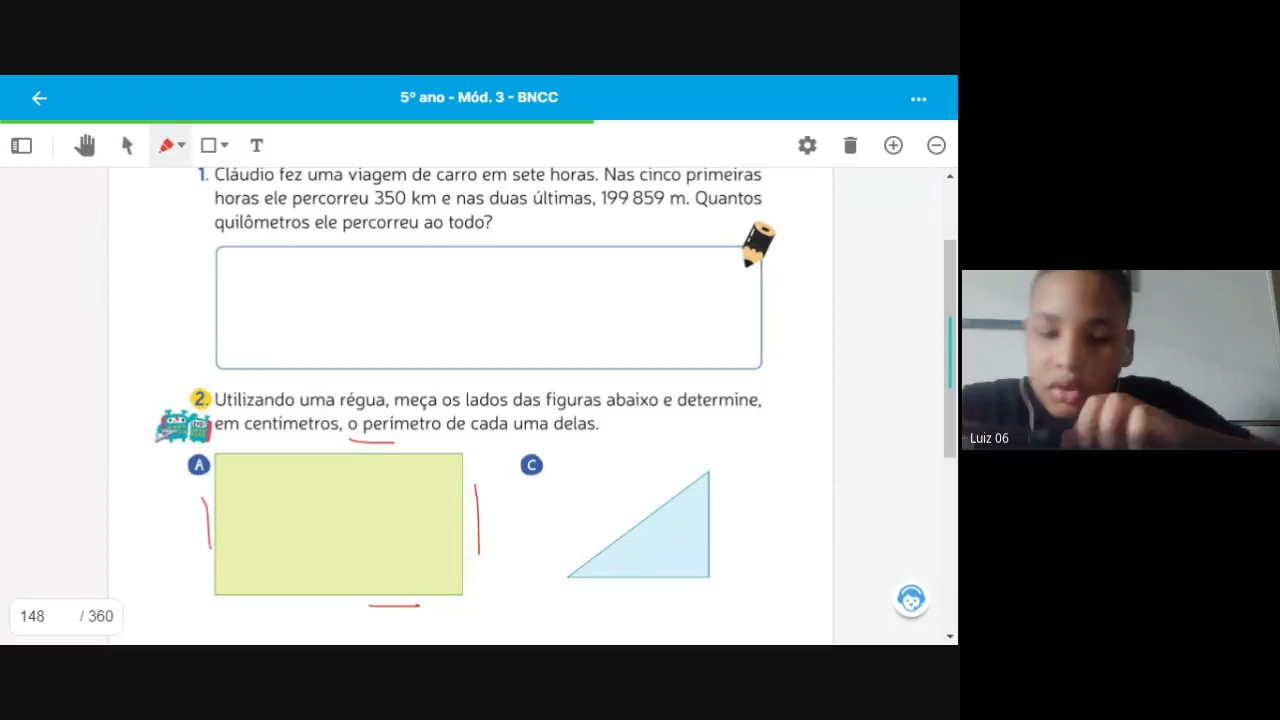 5º ano - Mód. 3 - BNCC
T
1. Cláudio fez uma viagem de carro em sete horas. Nas cinco primeiras
horas ele percorreu 350 km e nas duas últimas, 199 859 m. Quantos
quilômetros ele percorreu ao todo?
2. Utilizando uma régua, meça os lados das figuras abaixo e determine,
em centímetros, o perímetro de cada uma delas.
A
C
148 / 360
Luiz 06